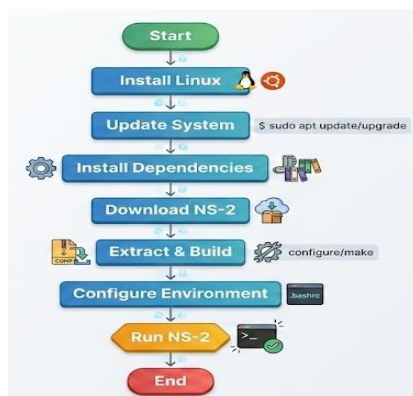 Start
Install Linux
Update System
$ sudo apt update/upgrade
Install Dependencies
Download NS-2
Extract & Build
configure/make
Configure Environment
.bashrc
Run NS-2
>_
End